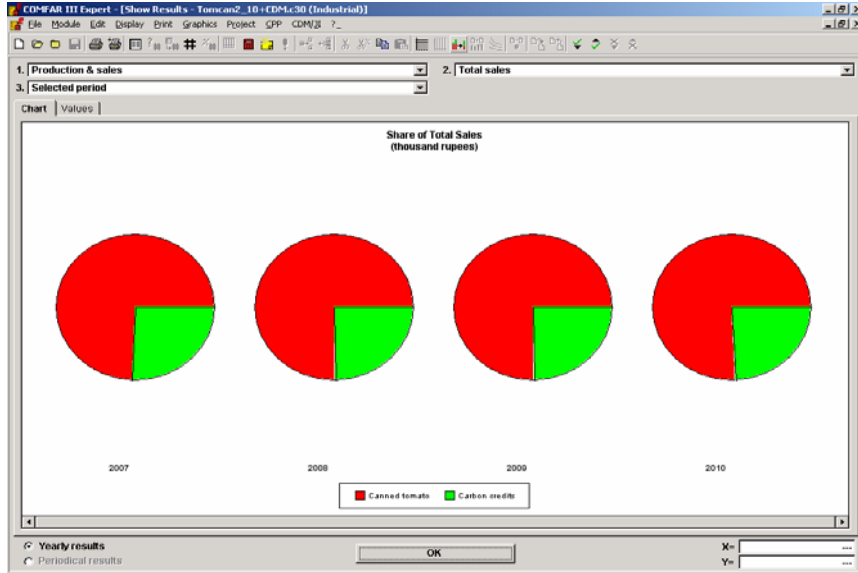 COMFAR III Expert - [Show Results - Tomcan2_10+CDM.c30 (Industrial)]
File Module Edit Display Print Graphics Project CPP CDM/JI ?_
1. Production & sales
2. Total sales
3. Selected period
Chart Values
Share of Total Sales
(thousand rupees)
2007 2008 2009 2010
Canned tomato Carbon credits
Yearly results
Periodical results
OK
X= ---
Y= ---